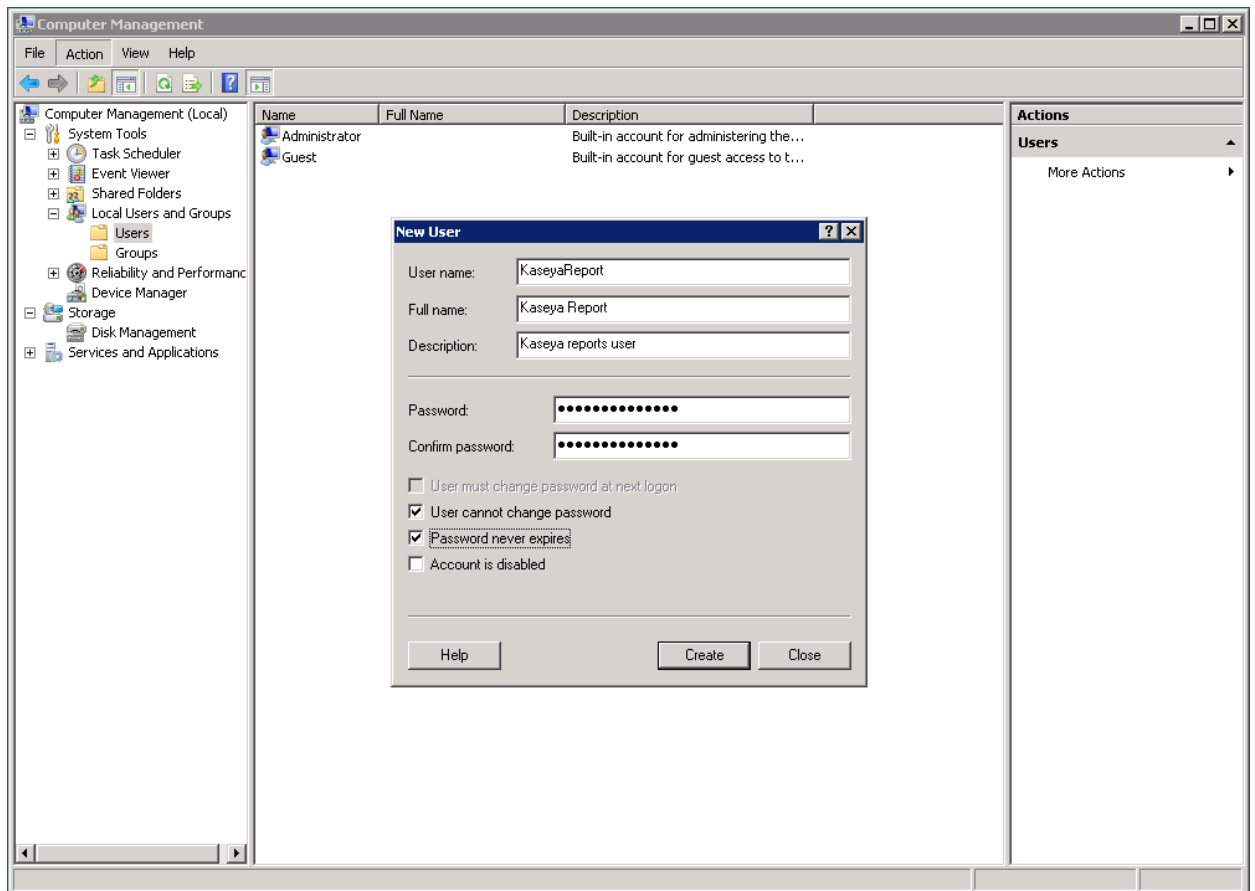 Computer Management
File Action View Help
Computer Management (Local)
System Tools
Task Scheduler
Event Viewer
Shared Folders
Local Users and Groups
Users
Groups
Reliability and Performanc
Device Manager
Storage
Disk Management
Services and Applications
Name Full Name Description
Administrator Built-in account for administering the...
Guest Built-in account for guest access to t...
New User
User name: KaseyaReport
Full name: Kaseya Report
Description: Kaseya reports user
Password: ••••••••••••••
Confirm password: ••••••••••••••
User must change password at next logon
User cannot change password
Password never expires
Account is disabled
Help Create Close
Actions
Users
More Actions